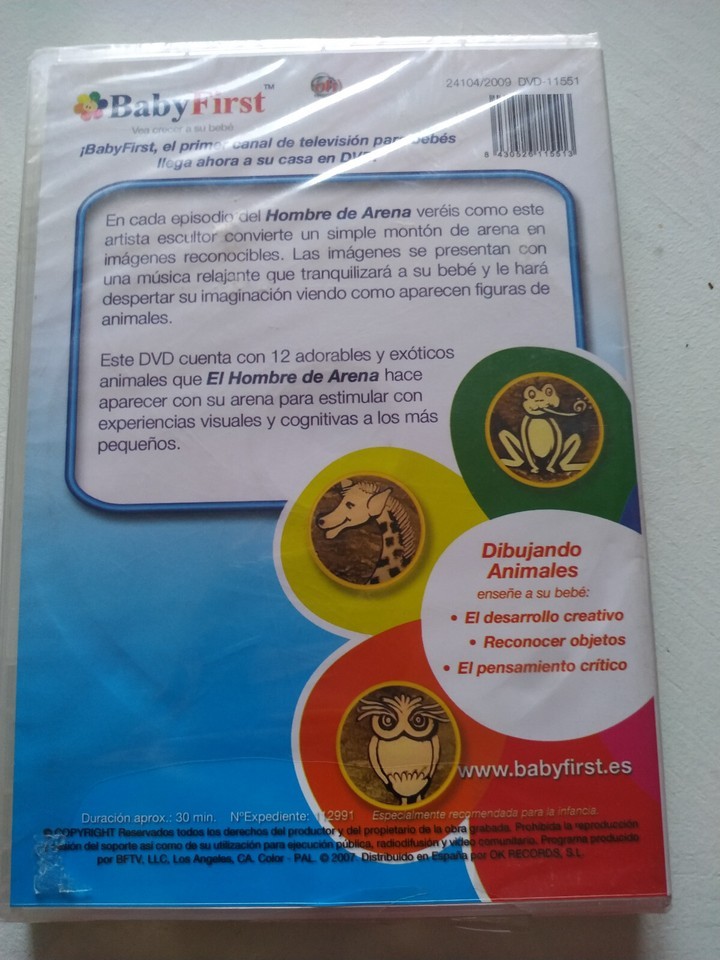 24104/2009 DVD-11551
BabyFirst™
Vea crecer a su bebé
8 430526 115513
¡BabyFirst, el primer canal de televisión para bebés
llega ahora a su casa en DVD!
En cada episodio del Hombre de Arena veréis como este
artista escultor convierte un simple montón de arena en
imágenes reconocibles. Las imágenes se presentan con
una música relajante que tranquilizará a su bebé y le hará
despertar su imaginación viendo como aparecen figuras de
animales.
Este DVD cuenta con 12 adorables y exóticos
animales que El Hombre de Arena hace
aparecer con su arena para estimular con
experiencias visuales y cognitivas a los más
pequeños.
Dibujando
Animales
enseñe a su bebé:
• El desarrollo creativo
• Reconocer objetos
• El pensamiento crítico
www.babyfirst.es
Duración.aprox.: 30 min. NºExpediente: 112991 Especialmente recomendada para la infancia.
© COPYRIGHT Reservados todos los derechos del productor y del propietario de la obra grabada. Prohibida la reproducción
del soporte así como de su utilización para ejecución pública, radiodifusión y vídeo comunitario. Programa producido
por BFTV, LLC, Los Angeles, CA. Color - PAL. © 2007. Distribuido en España por OK RECORDS, S.L.